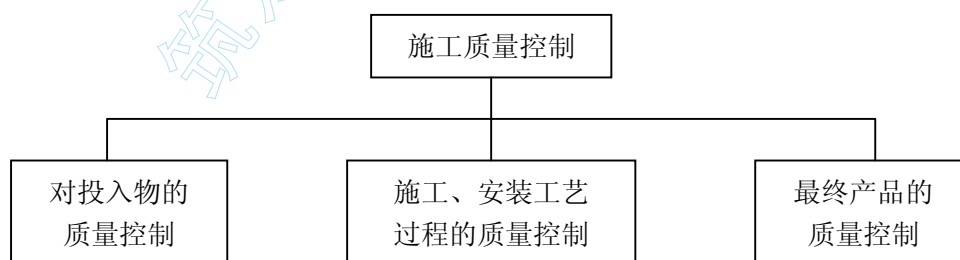 施工质量控制
对投入物的
质量控制
施工、安装工艺
过程的质量控制
最终产品的
质量控制
筑